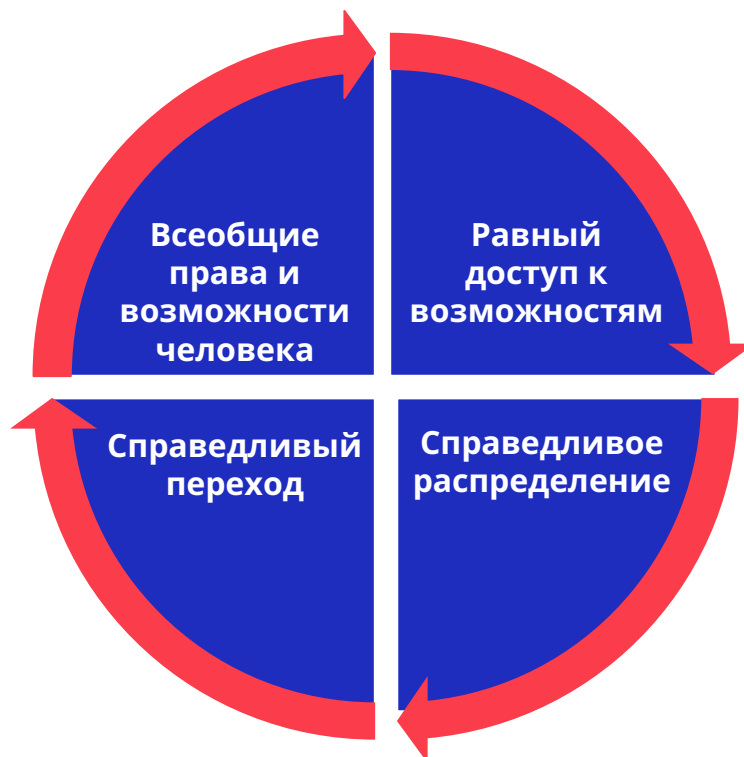 Всеобщие
права и
возможности
человека
Равный
доступ к
возможностям
Справедливый
переход
Справедливое
распределение